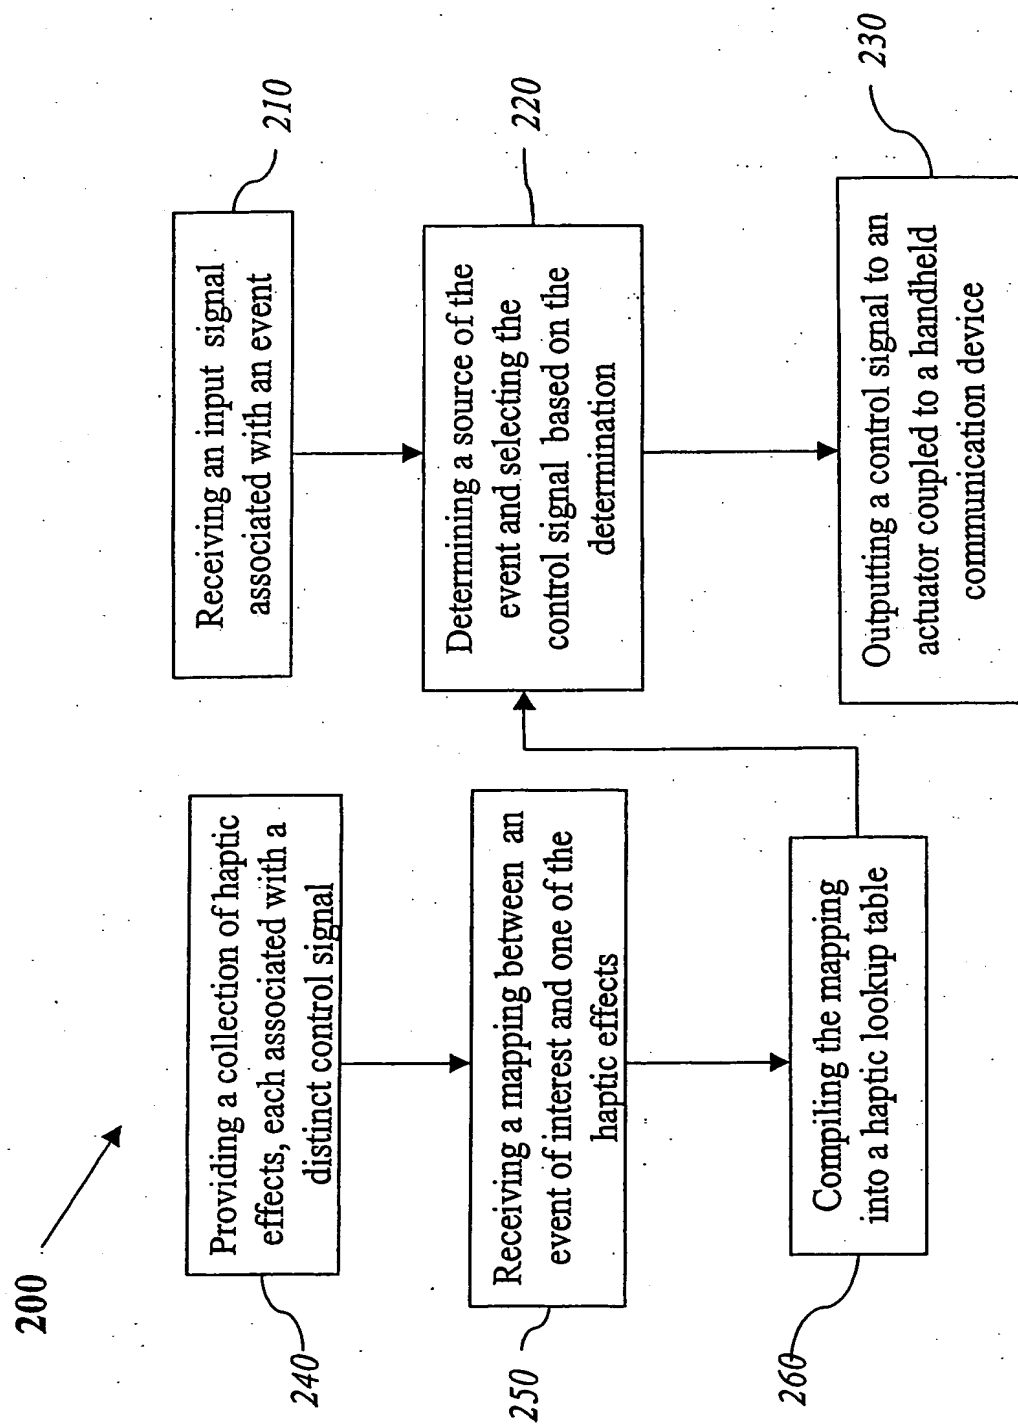 200
Providing a collection of haptic
effects, each associated with a
distinct control signal
240
Receiving a mapping between an
event of interest and one of the
haptic effects
250
Compiling the mapping
into a haptic lookup table
260
Receiving an input signal
associated with an event
210
Determining a source of the
event and selecting the
control signal based on the
determination
220
Outputting a control signal to an
actuator coupled to a handheld
communication device
230